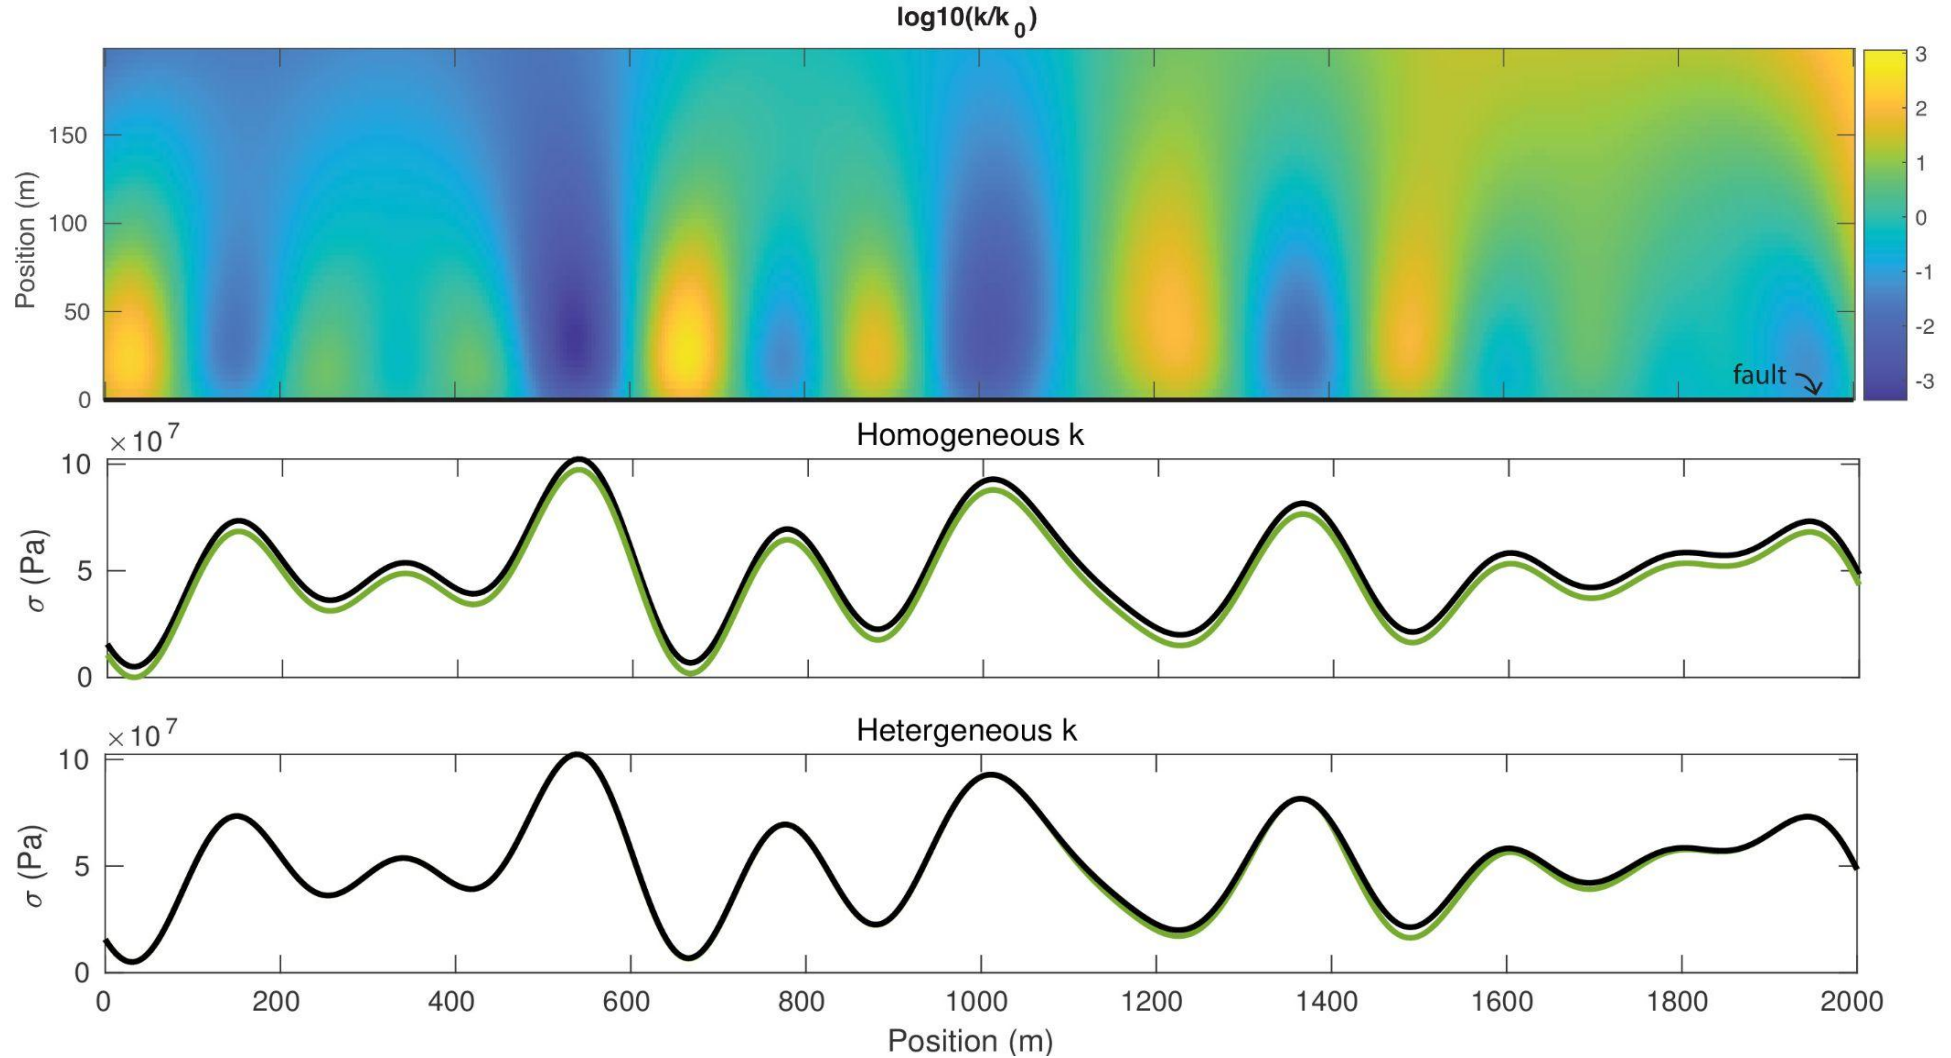 log10(k/k0)
Position (m)
150
100
50
0
fault
3
2
1
0
-1
-2
-3
Homogeneous k
×10^7
σ (Pa)
10
5
0
Hetergeneous k
×10^7
σ (Pa)
10
5
0
0 200 400 600 800 1000 1200 1400 1600 1800 2000
Position (m)